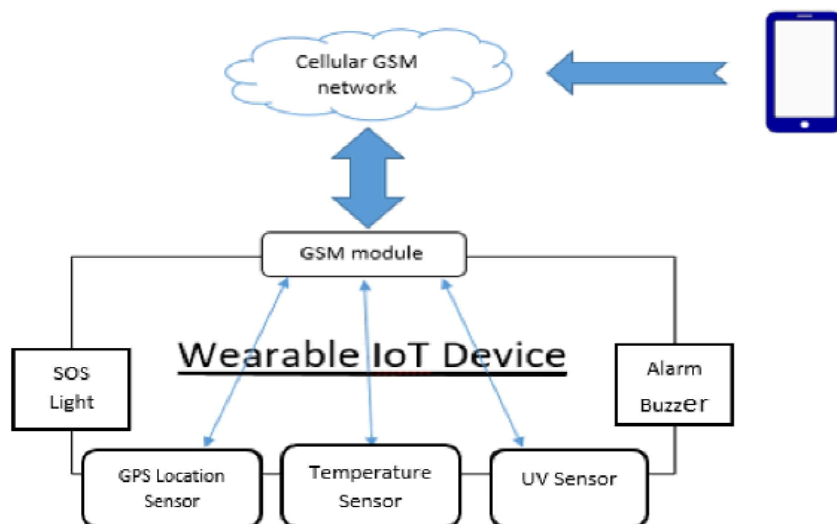 Cellular GSM
network
GSM module
Wearable IoT Device
SOS
Light
Alarm
Buzzer
GPS Location
Sensor
Temperature
Sensor
UV Sensor